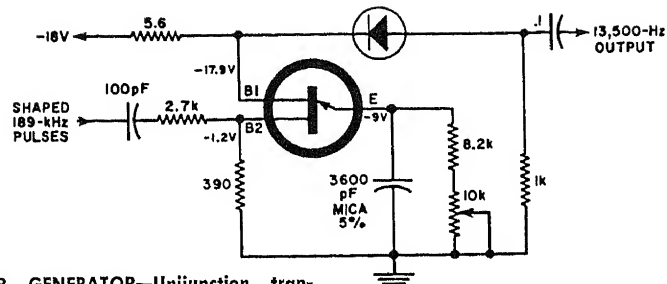 5.6
-18V
.1
13,500-Hz
OUTPUT
-17.9V
100pF
B1
E
SHAPED
189-kHz
PULSES
2.7k
-1.2V
B2
-9V
8.2k
390
3600
pF
MICA
5%
10k
1k
GENERATOR—Unijunction tran-